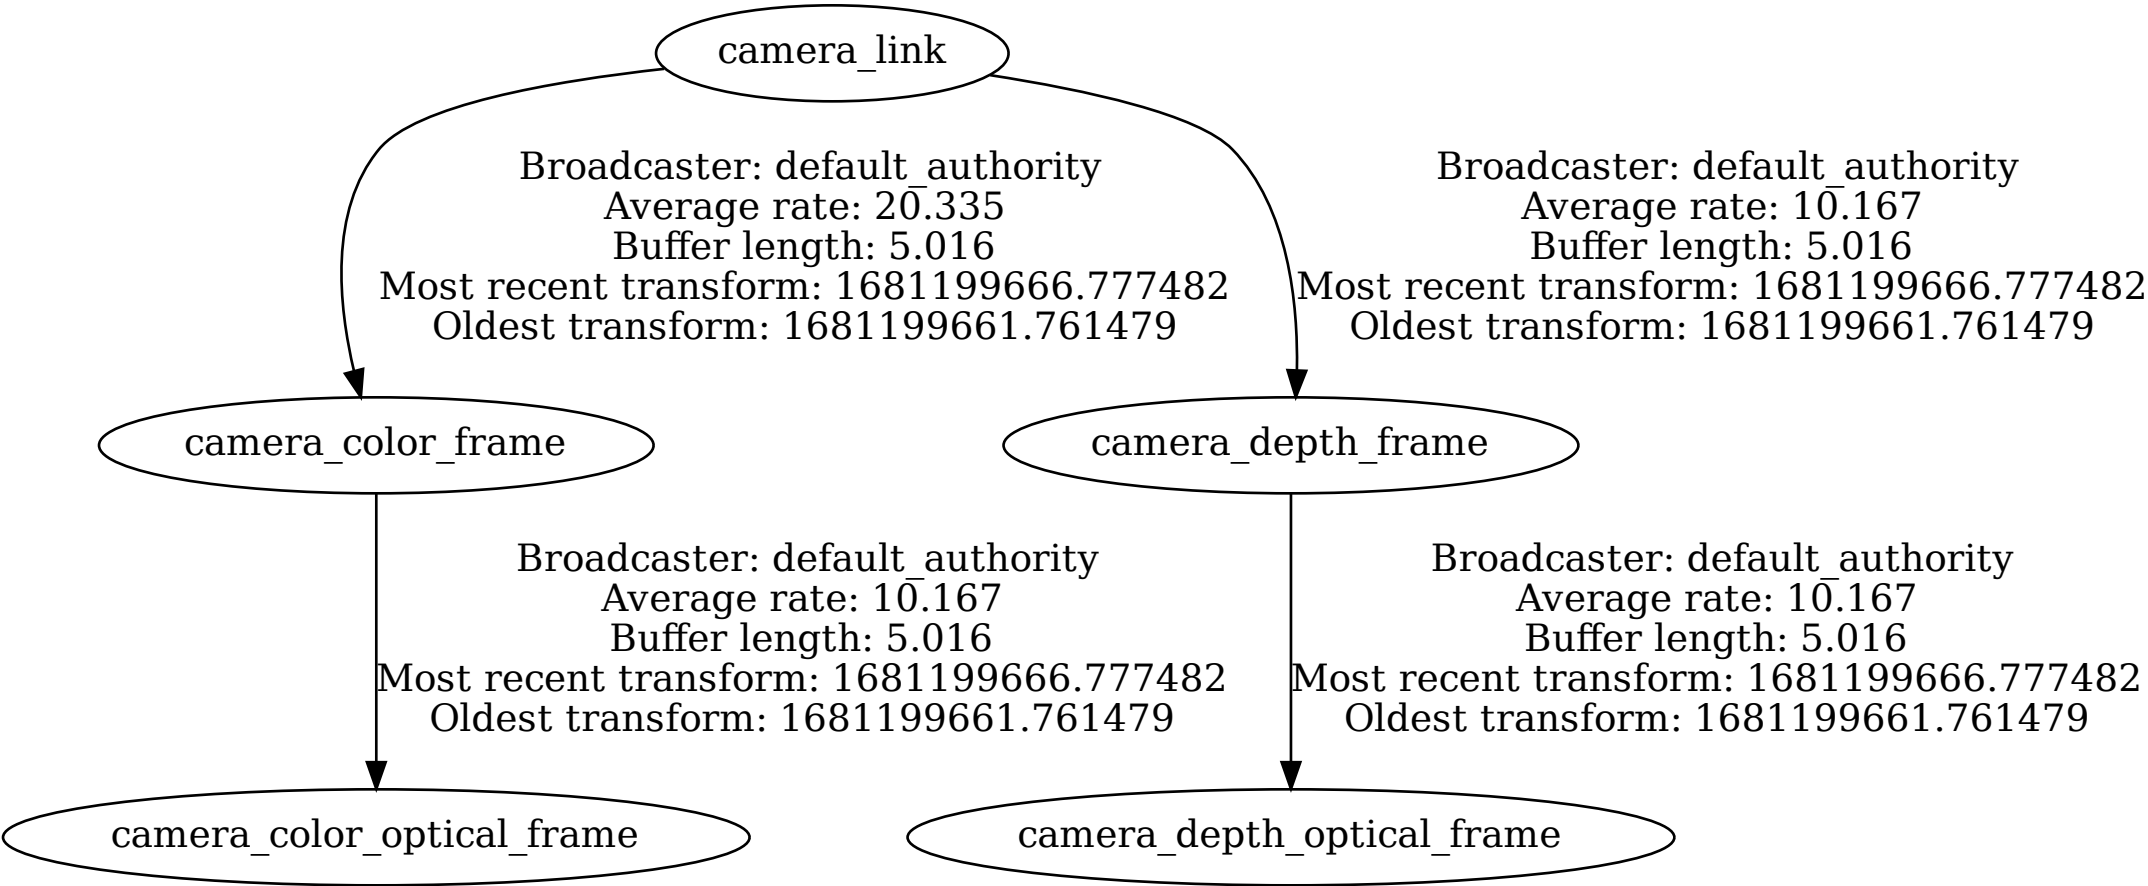 camera_link
Broadcaster: default_authority
Average rate: 20.335
Buffer length: 5.016
Most recent transform: 1681199666.777482
Oldest transform: 1681199661.761479
Broadcaster: default_authority
Average rate: 10.167
Buffer length: 5.016
Most recent transform: 1681199666.777482
Oldest transform: 1681199661.761479
camera_color_frame
camera_depth_frame
Broadcaster: default_authority
Average rate: 10.167
Buffer length: 5.016
Most recent transform: 1681199666.777482
Oldest transform: 1681199661.761479
Broadcaster: default_authority
Average rate: 10.167
Buffer length: 5.016
Most recent transform: 1681199666.777482
Oldest transform: 1681199661.761479
camera_color_optical_frame
camera_depth_optical_frame